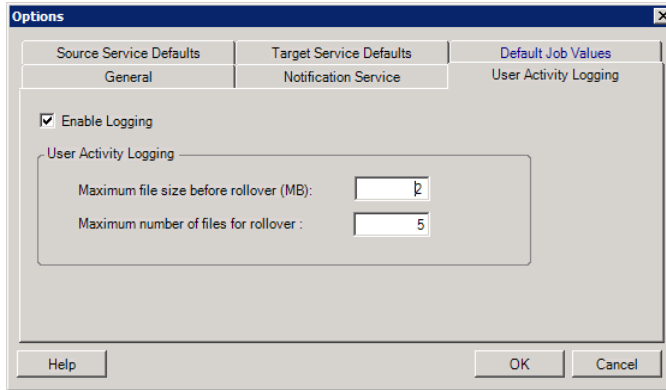 Options
Source Service Defaults Target Service Defaults Default Job Values
General Notification Service User Activity Logging
Enable Logging
User Activity Logging
Maximum file size before rollover (MB): 2
Maximum number of files for rollover : 5
Help OK Cancel